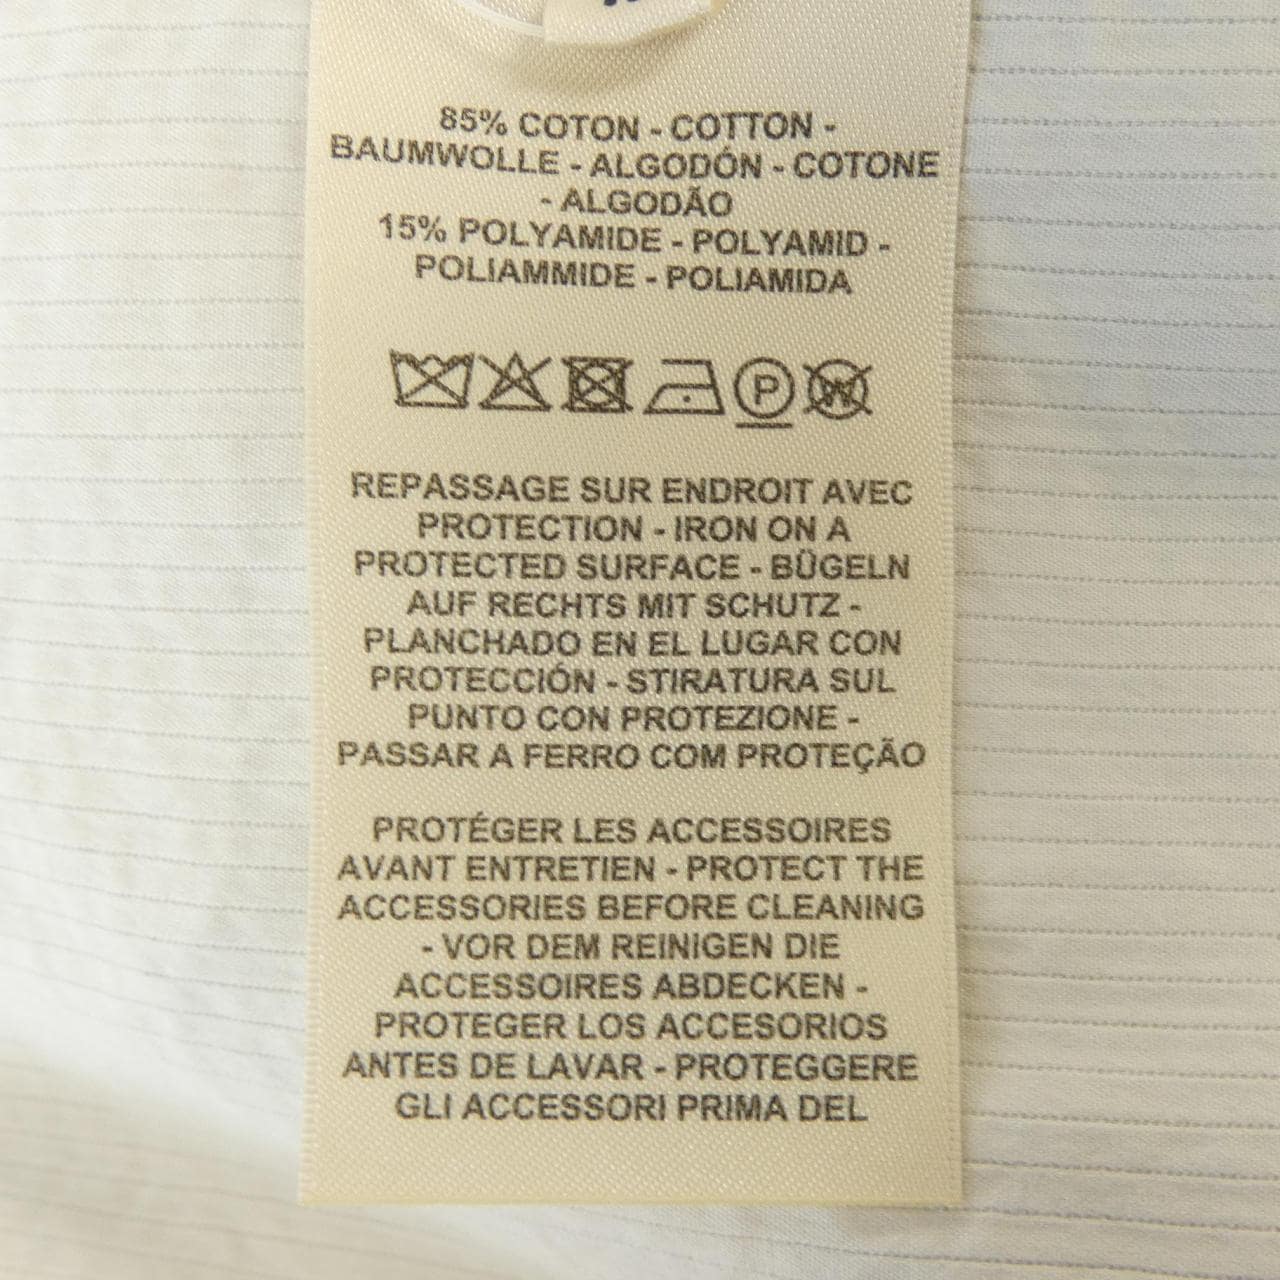 85% COTON - COTTON -
BAUMWOLLE - ALGODÓN - COTONE
- ALGODÃO
15% POLYAMIDE - POLYAMID -
POLIAMMIDE - POLIAMIDA
P W
REPASSAGE SUR ENDROIT AVEC
PROTECTION - IRON ON A
PROTECTED SURFACE - BÜGELN
AUF RECHTS MIT SCHUTZ -
PLANCHADO EN EL LUGAR CON
PROTECCIÓN - STIRATURA SUL
PUNTO CON PROTEZIONE -
PASSAR A FERRO COM PROTEÇÃO
PROTÉGER LES ACCESSOIRES
AVANT ENTRETIEN - PROTECT THE
ACCESSORIES BEFORE CLEANING
- VOR DEM REINIGEN DIE
ACCESSOIRES ABDECKEN -
PROTEGER LOS ACCESORIOS
ANTES DE LAVAR - PROTEGGERE
GLI ACCESSORI PRIMA DEL